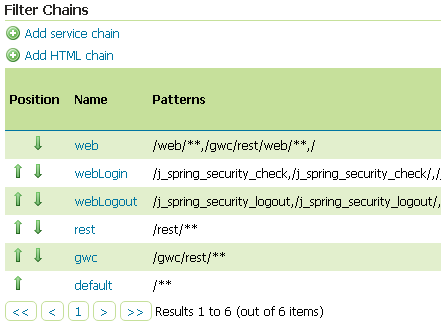 Filter Chains
Add service chain
Add HTML chain
Position Name Patterns
web /web/**,/gwc/rest/web/**,/
webLogin /j_spring_security_check,/j_spring_security_check/,/
webLogout /j_spring_security_logout,/j_spring_security_logout/,
rest /rest/**
gwc /gwc/rest/**
default /**
<< < 1 > >> Results 1 to 6 (out of 6 items)